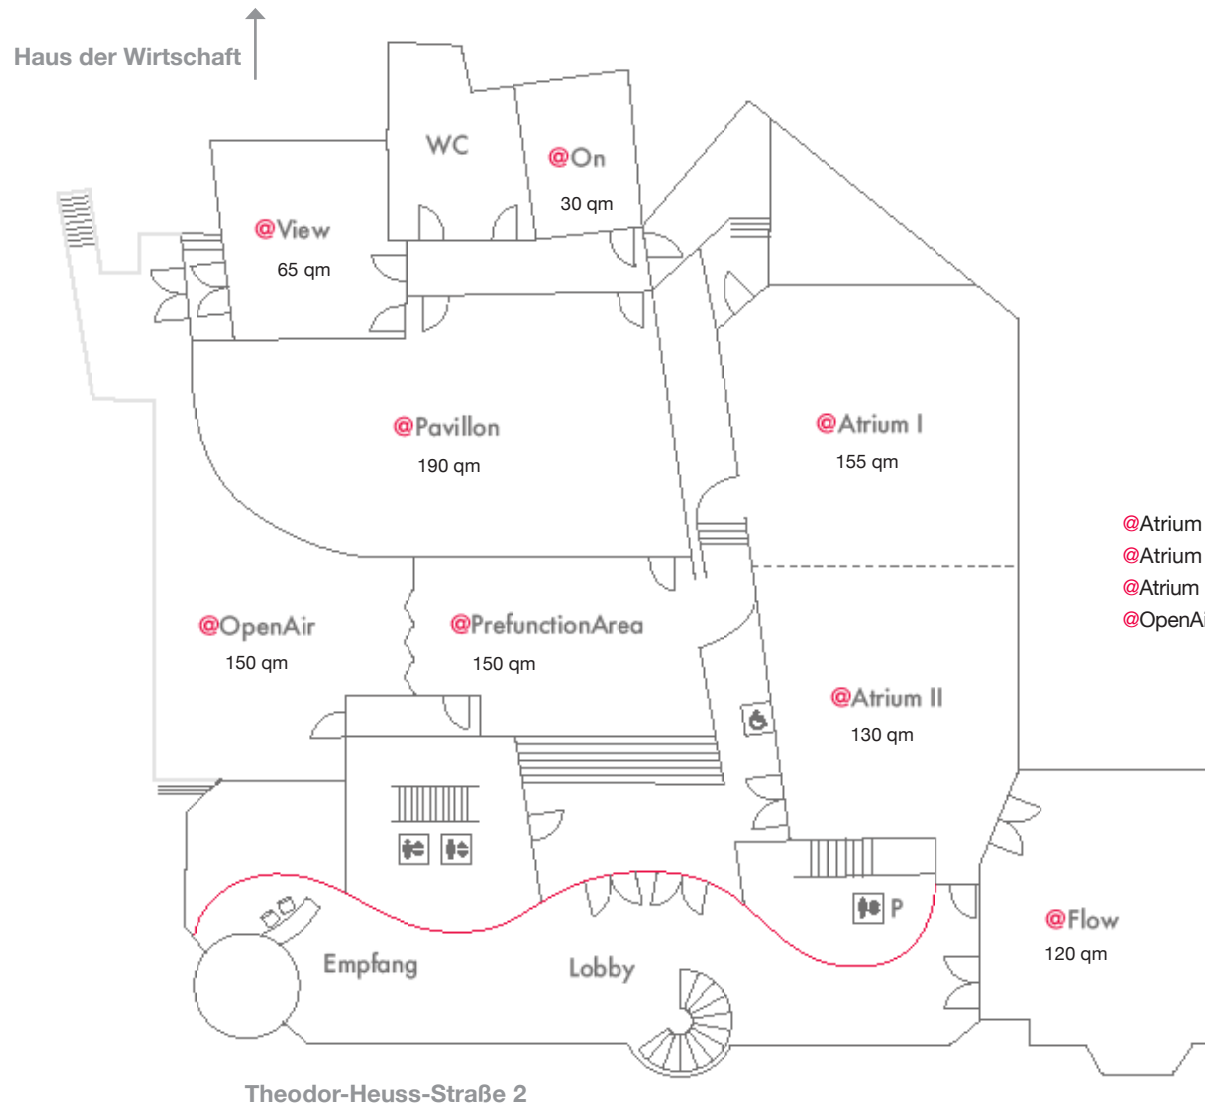 Haus der Wirtschaft
WC
@On
30 qm
@View
65 qm
@Pavillon
190 qm
@Atrium I
155 qm
@Atrium
@Atrium
@Atrium
@OpenAi
@OpenAir
150 qm
@PrefunctionArea
150 qm
@Atrium II
130 qm
P
@Flow
120 qm
Empfang
Lobby
Theodor-Heuss-Straße 2